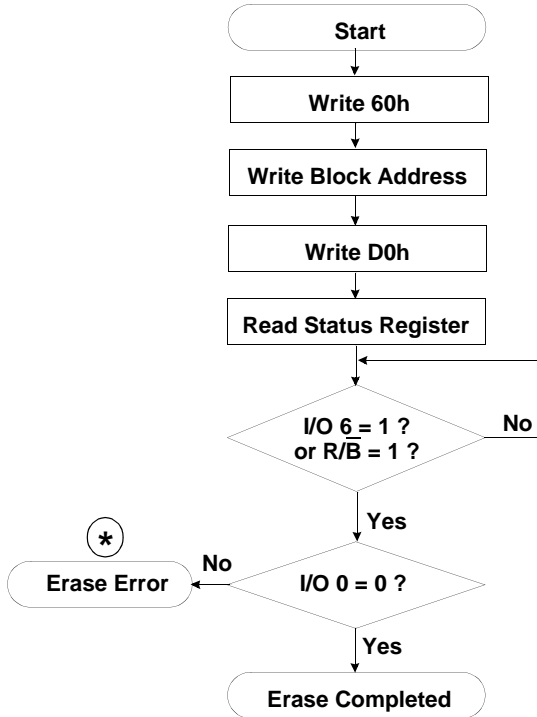 Start
Write 60h
Write Block Address
Write D0h
Read Status Register
I/O 6 = 1 ?
or R/B̅ = 1 ?
No
Yes
*
No
Erase Error
I/O 0 = 0 ?
Yes
Erase Completed